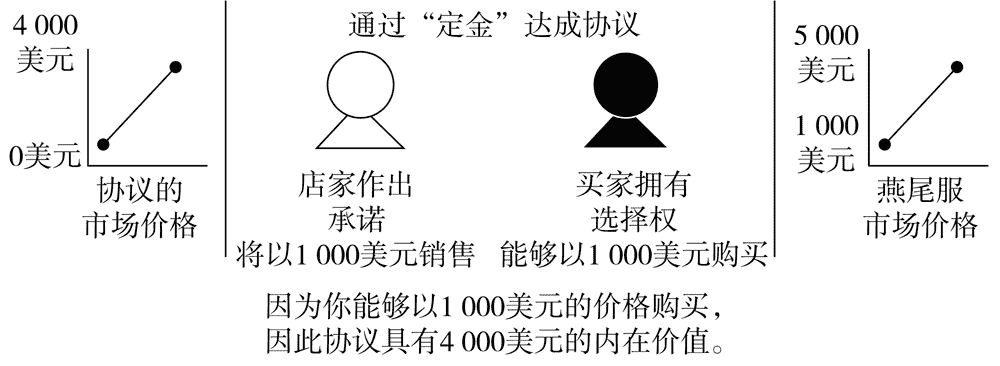 4 000
美元
0美元
协议的
市场价格
通过“定金”达成协议
店家作出
承诺
将以1 000美元销售
买家拥有
选择权
能够以1 000美元购买
5 000
美元
1 000
美元
燕尾服
市场价格
因为你能够以1 000美元的价格购买，
因此协议具有4 000美元的内在价值。